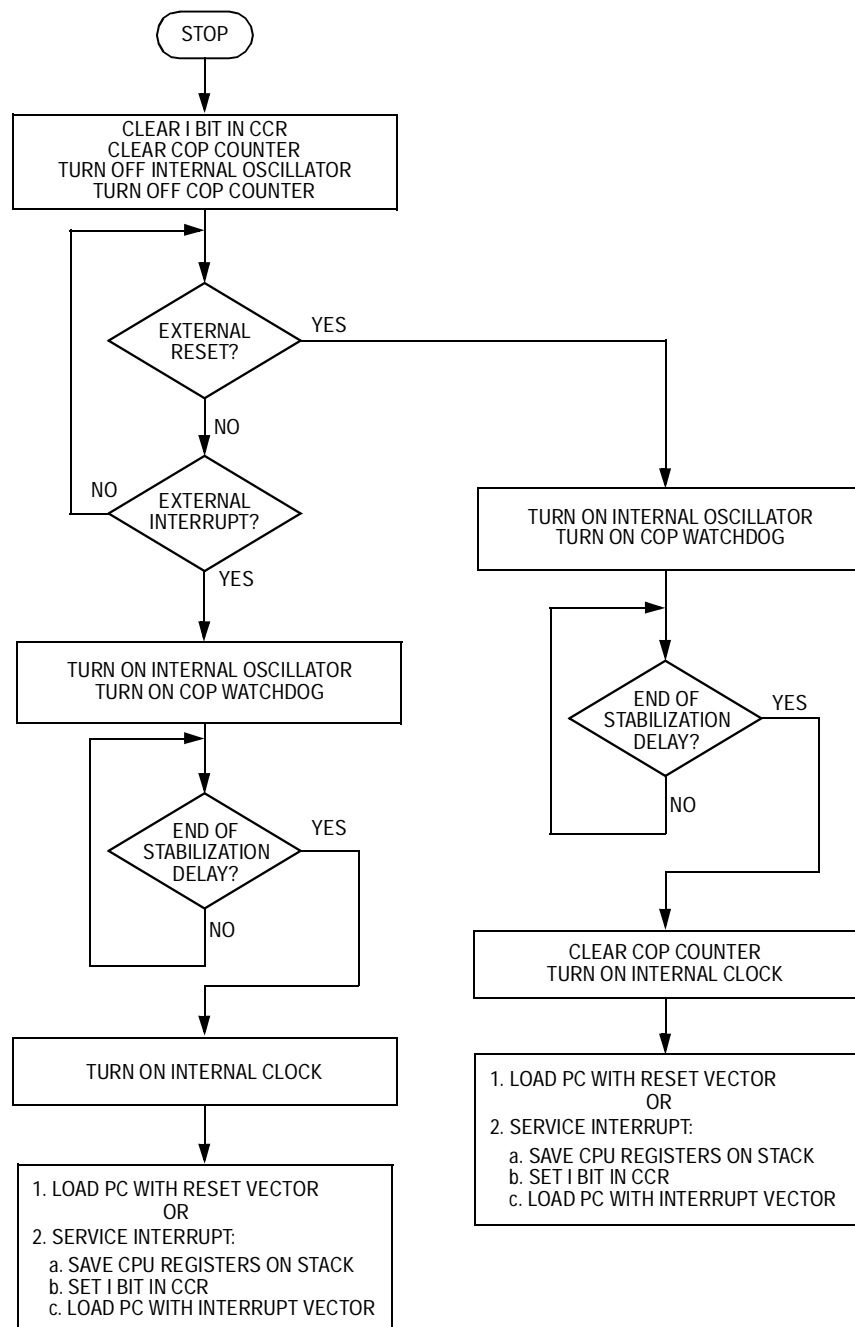 STOP
CLEAR I BIT IN CCR
CLEAR COP COUNTER
TURN OFF INTERNAL OSCILLATOR
TURN OFF COP COUNTER
EXTERNAL
RESET?
YES
NO
EXTERNAL
INTERRUPT?
NO
YES
TURN ON INTERNAL OSCILLATOR
TURN ON COP WATCHDOG
END OF
STABILIZATION
DELAY?
YES
NO
TURN ON INTERNAL CLOCK
1. LOAD PC WITH RESET VECTOR
OR
2. SERVICE INTERRUPT:
a. SAVE CPU REGISTERS ON STACK
b. SET I BIT IN CCR
c. LOAD PC WITH INTERRUPT VECTOR
TURN ON INTERNAL OSCILLATOR
TURN ON COP WATCHDOG
END OF
STABILIZATION
DELAY?
YES
NO
CLEAR COP COUNTER
TURN ON INTERNAL CLOCK
1. LOAD PC WITH RESET VECTOR
OR
2. SERVICE INTERRUPT:
a. SAVE CPU REGISTERS ON STACK
b. SET I BIT IN CCR
c. LOAD PC WITH INTERRUPT VECTOR